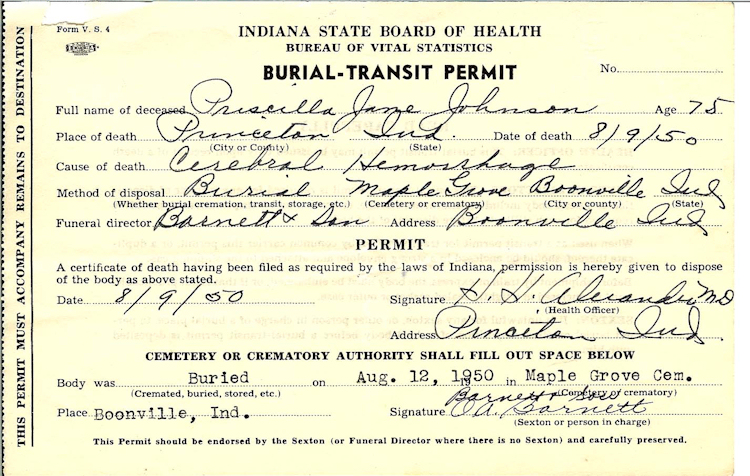 Form V. S. 4
INDIANA STATE BOARD OF HEALTH
BUREAU OF VITAL STATISTICS
BURIAL-TRANSIT PERMIT
No.
Full name of deceased Priscilla Jane Johnson Age 75
Place of death Princeton Ind. Date of death 8/9/50
(City or County) (State)
Cause of death Cerebral Hemorrhage
Method of disposal Burial Maple Grove Boonville Ind
(Whether burial cremation, transit, storage, etc.) (Cemetery or crematory) (City or county) (State)
Funeral director Barnett & Son Address Boonville Ind
PERMIT
A certificate of death having been filed as required by the laws of Indiana, permission is hereby given to dispose
of the body as above stated.
Date 8/9/50 Signature H. H. Alexander M.D
(Health Officer)
Address Princeton Ind.
CEMETERY OR CREMATORY AUTHORITY SHALL FILL OUT SPACE BELOW
Body was Buried on Aug. 12, 1950 in Maple Grove Cem.
(Cremated, buried, stored, etc.) (Cemetery or crematory)
Barnett & Son
Place Boonville, Ind. Signature Barnett
(Sexton or person in charge)
This Permit should be endorsed by the Sexton (or Funeral Director where there is no Sexton) and carefully preserved.
THIS PERMIT MUST ACCOMPANY REMAINS TO DESTINATION